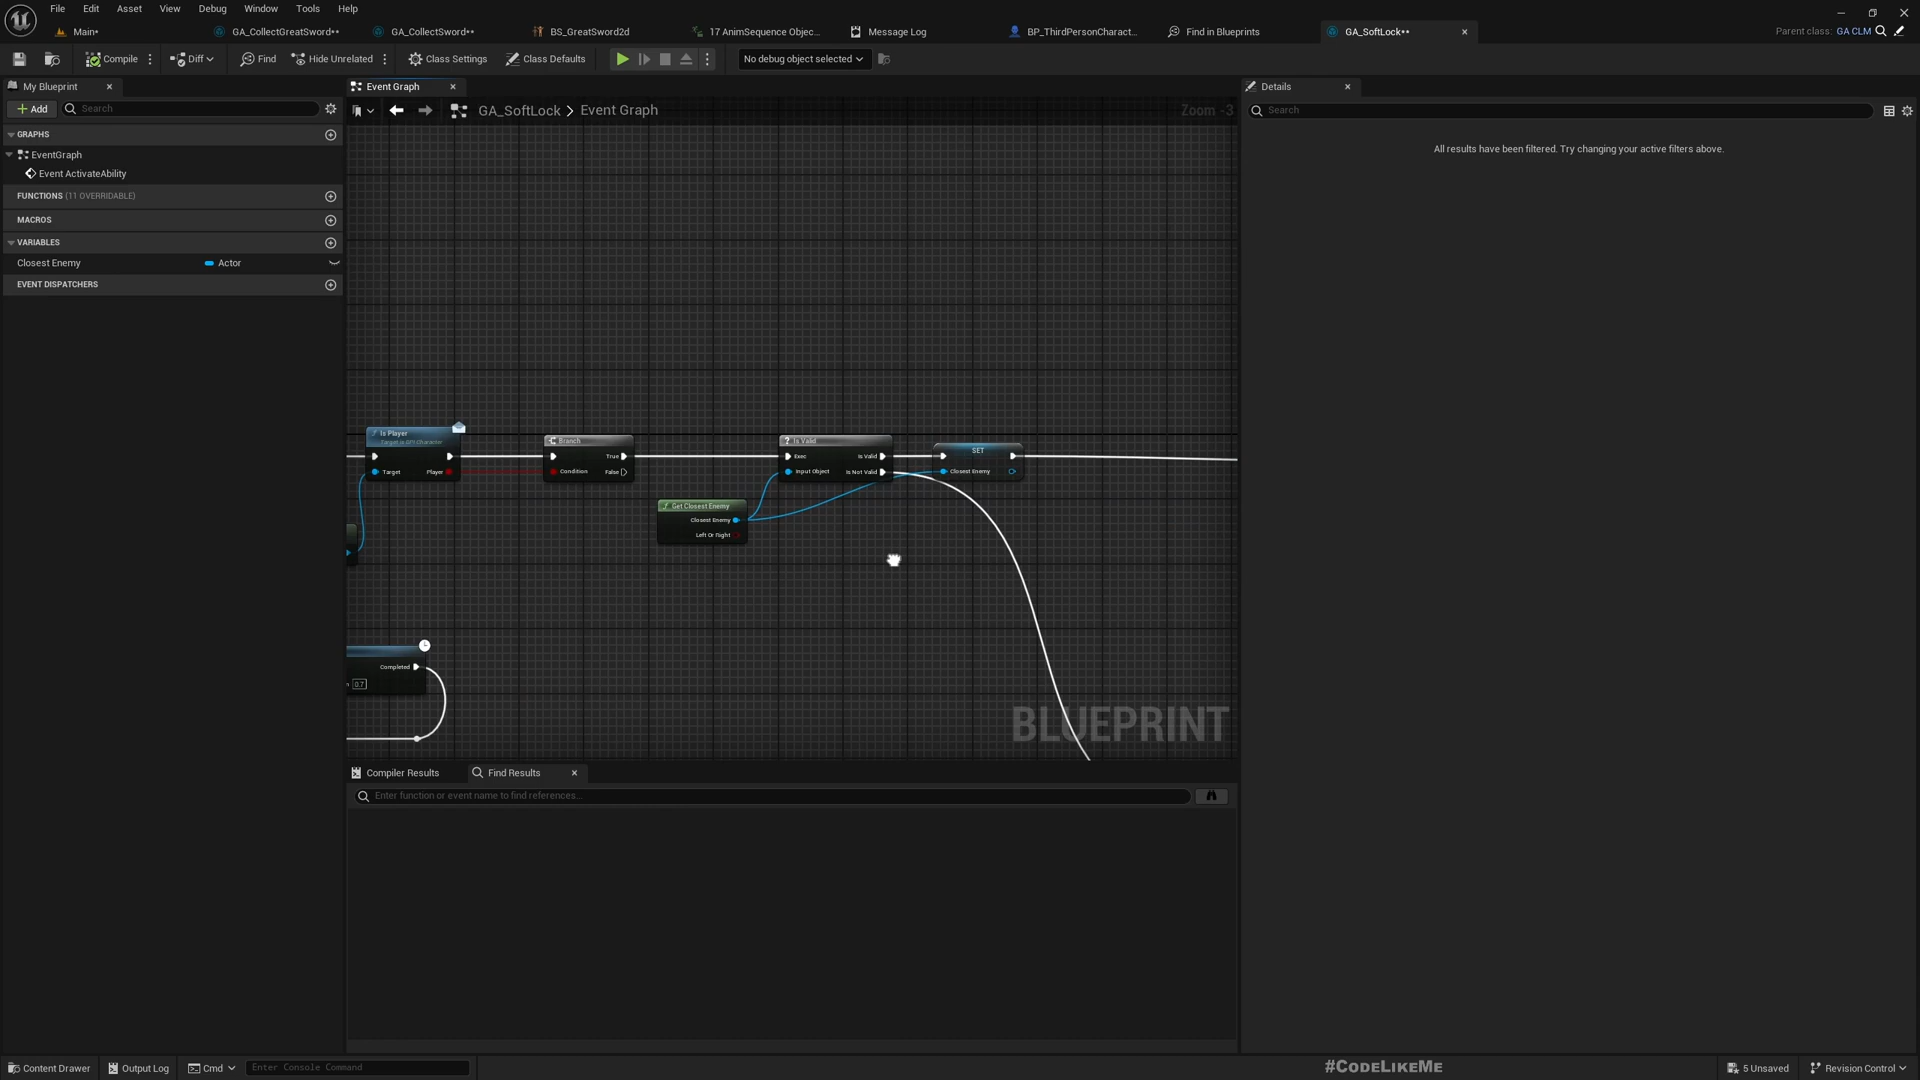 File Edit Asset View Window Debug Tools Help
Main•
GA_CollectGreatSword••
GA_CollectSword••
BS_GreatSword2d
17 AnimSequence Objec...
Message Log
BP_ThirdPersonCharact...
Find in Blueprints
GA_SoftLock••
Parent class: GA CLM
Compile
Diff
Find
Hide Unrelated
Class Settings
Class Defaults
No debug object selected
My Blueprint
Event Graph
Details
Add
Search
GA_SoftLock > Event Graph
Zoom -3
Search
GRAPHS
EventGraph
Event ActivateAbility
FUNCTIONS (11 OVERRIDABLE)
MACROS
VARIABLES
Closest Enemy
Actor
EVENT DISPATCHERS
All results have been filtered. Try changing your active filters above.
Is Player
Target is BPI Character
Target
Player
Branch
True
Condition
False
Is Valid
Exec
Is Valid
Input Object
Is Not Valid
SET
Closest Enemy
Get Closest Enemy
Closest Enemy
Left Or Right
Completed
0.7
BLUEPRINT
Compiler Results
Find Results
Enter function or event name to find references...
Content Drawer
Output Log
Cmd
Enter Console Command
#CODELIKEME
5 Unsaved
Revision Control